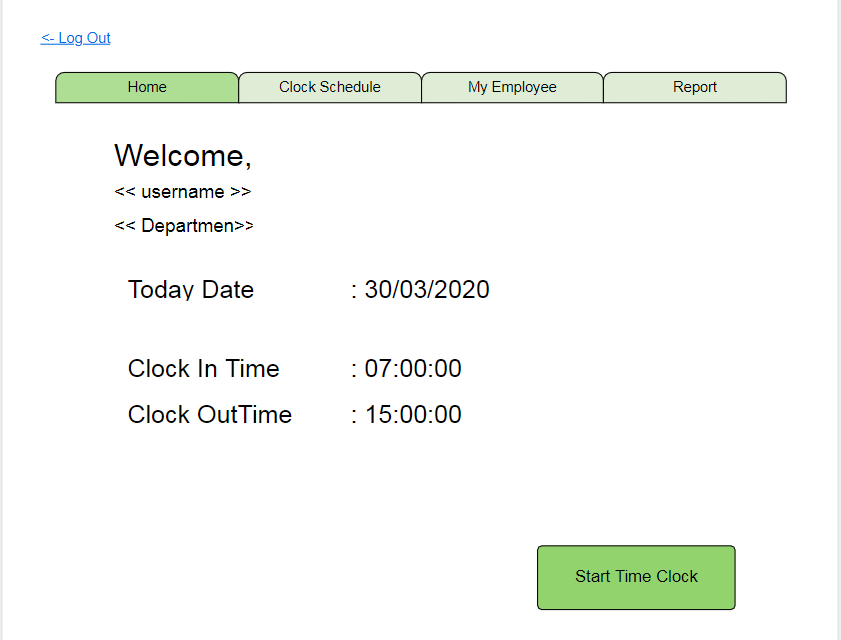 <- Log Out
Home Clock Schedule My Employee Report
Welcome,
<< username >>
<< Departmen>>
Today Date : 30/03/2020
Clock In Time : 07:00:00
Clock OutTime : 15:00:00
Start Time Clock